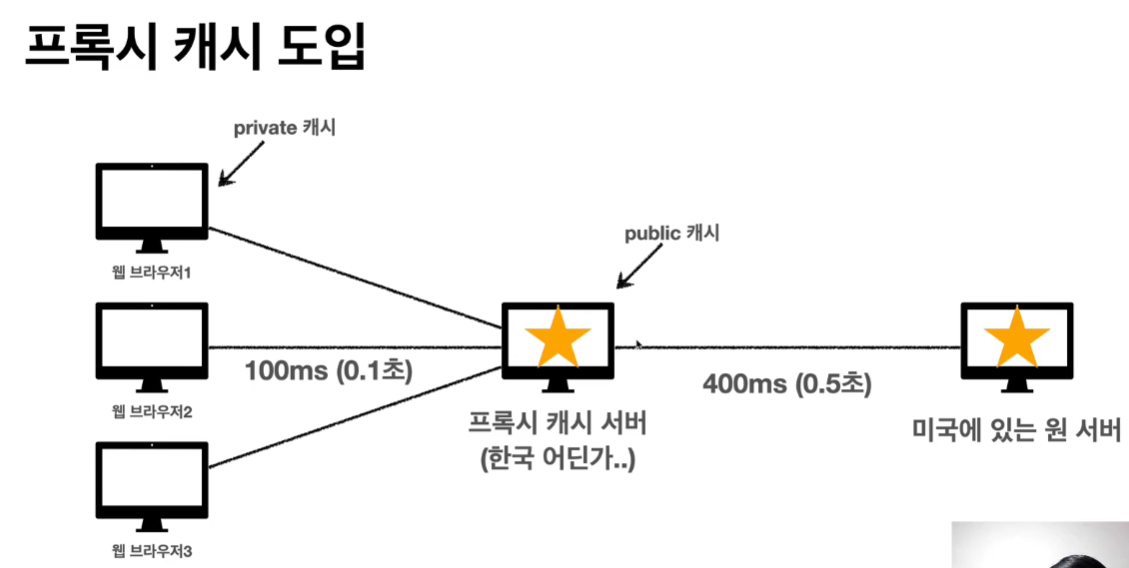 프록시 캐시 도입
private 캐시
public 캐시
웹 브라우저1
웹 브라우저2
100ms (0.1초)
400ms (0.5초)
프록시 캐시 서버
(한국 어딘가..)
미국에 있는 원 서버
웹 브라우저3